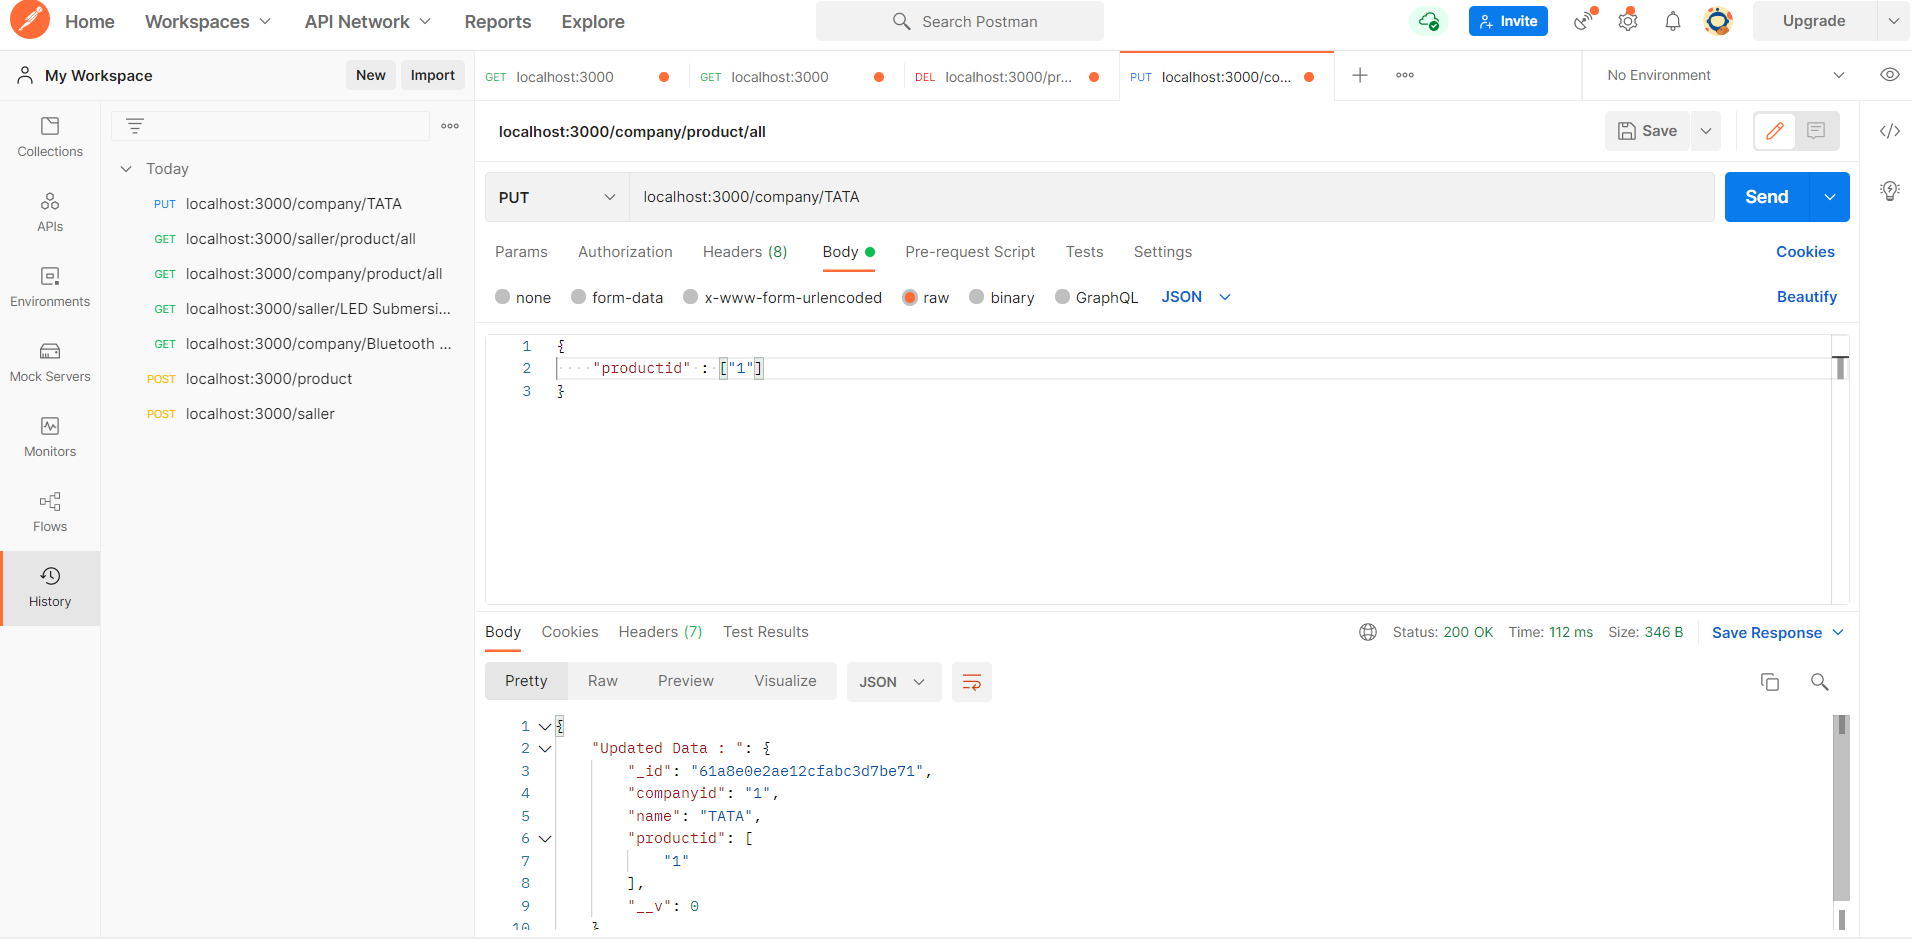 Home Workspaces API Network Reports Explore Search Postman Invite Upgrade
My Workspace New Import GET localhost:3000 GET localhost:3000 DEL localhost:3000/pr... PUT localhost:3000/co... No Environment
Collections
APIs
Environments
Mock Servers
Monitors
Flows
History
Today
PUT localhost:3000/company/TATA
GET localhost:3000/saller/product/all
GET localhost:3000/company/product/all
GET localhost:3000/saller/LED Submersi...
GET localhost:3000/company/Bluetooth ...
POST localhost:3000/product
POST localhost:3000/saller
localhost:3000/company/product/all Save
PUT localhost:3000/company/TATA Send
Params Authorization Headers (8) Body Pre-request Script Tests Settings Cookies
none form-data x-www-form-urlencoded raw binary GraphQL JSON Beautify
1 {
2 ····"productid"·:·["1"]
3 }
Body Cookies Headers (7) Test Results Status: 200 OK Time: 112 ms Size: 346 B Save Response
Pretty Raw Preview Visualize JSON
1 {
2 "Updated Data : ": {
3 "_id": "61a8e0e2ae12cfabc3d7be71",
4 "companyid": "1",
5 "name": "TATA",
6 "productid": [
7 "1"
8 ],
9 "__v": 0
10 }